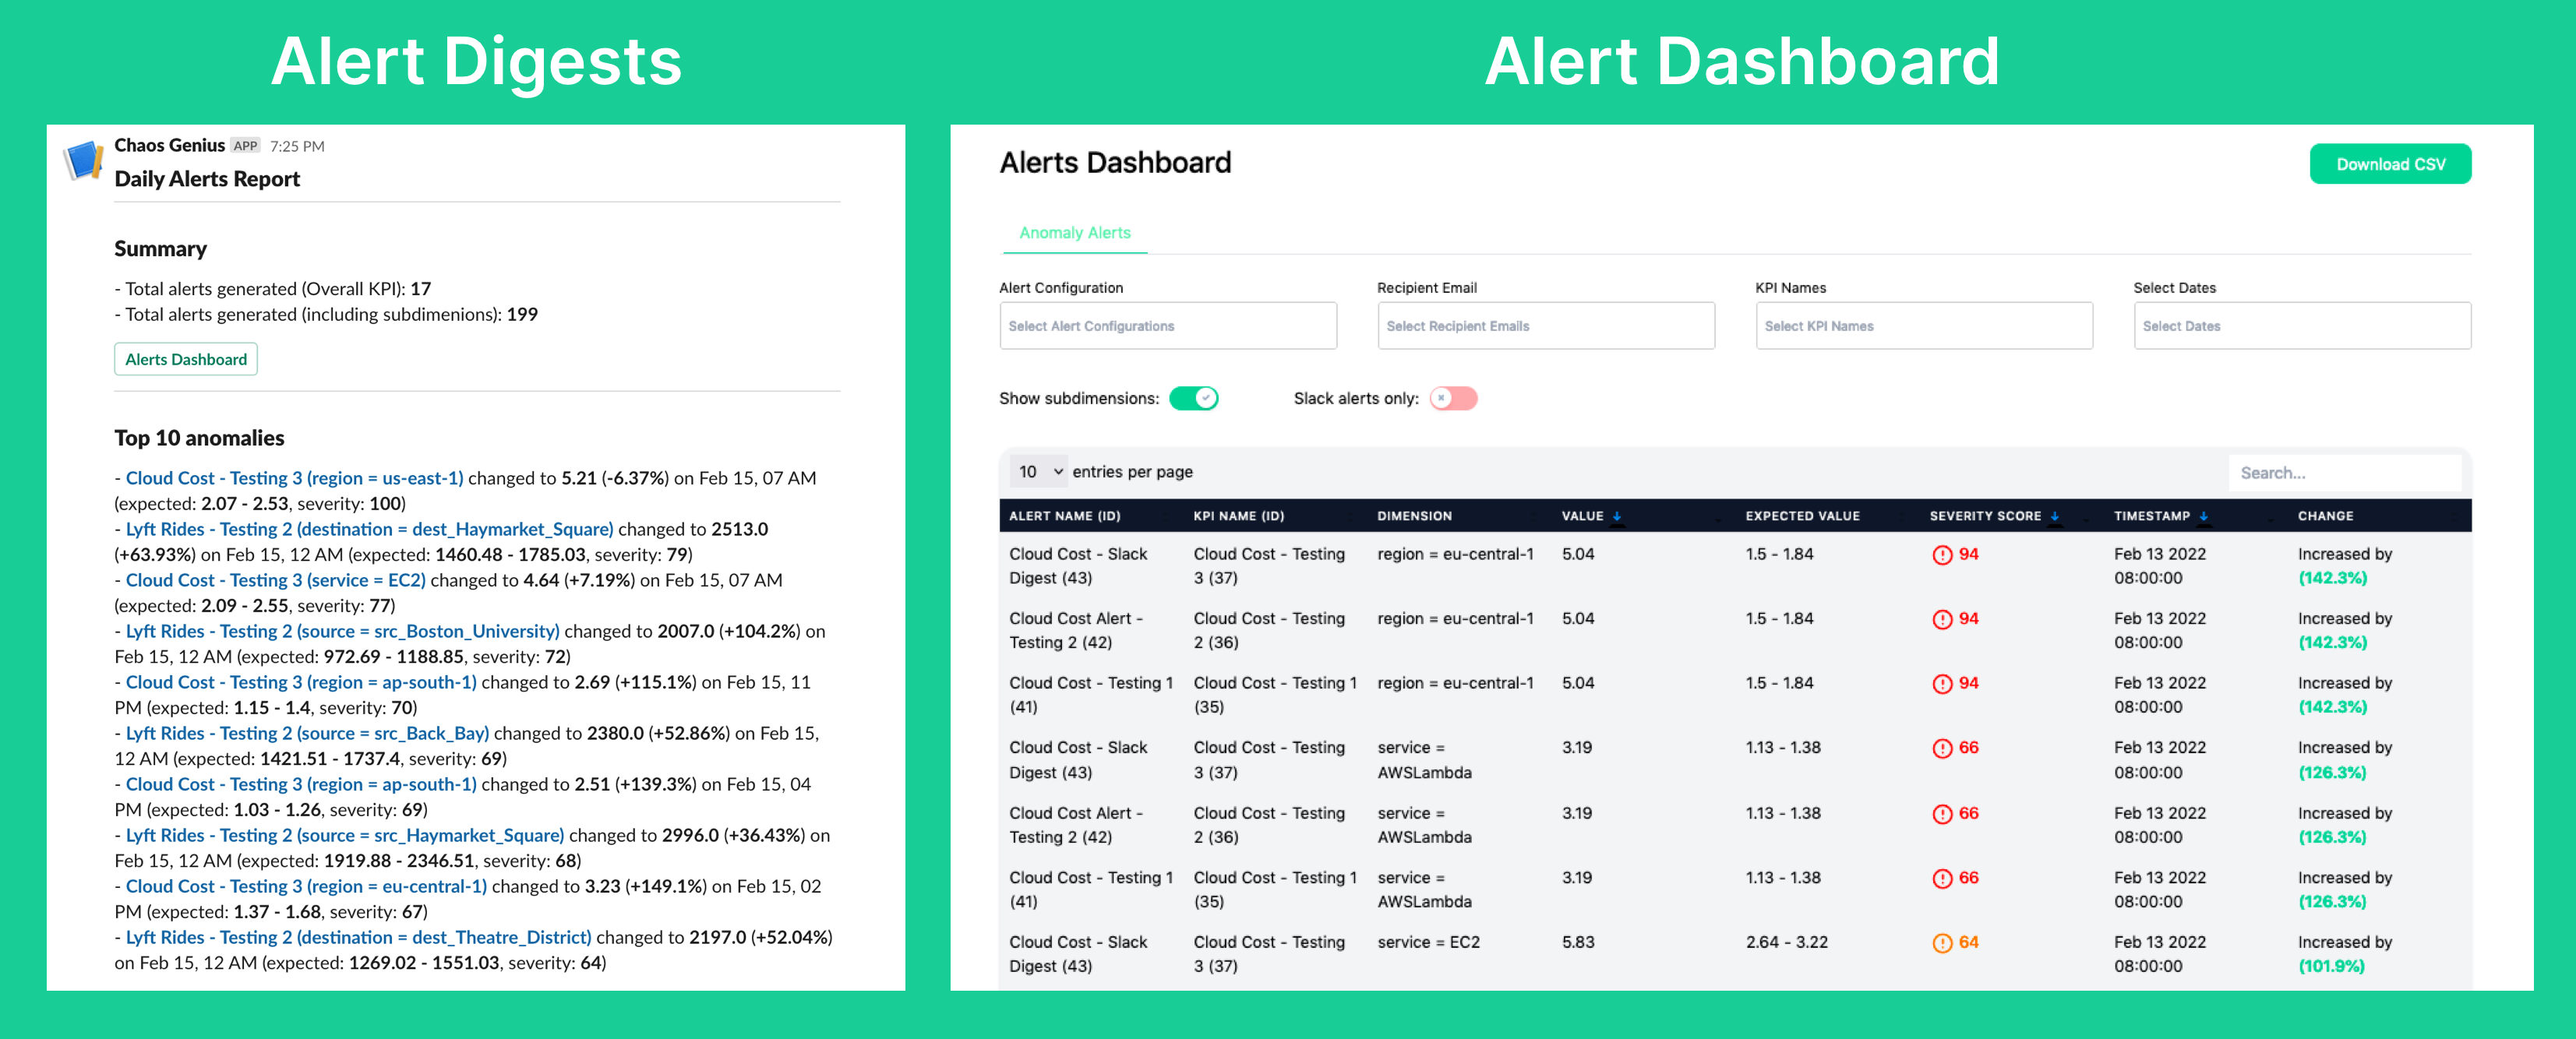 Alert Digests
Chaos Genius APP 7:25 PM
Daily Alerts Report
Summary
- Total alerts generated (Overall KPI): 17
- Total alerts generated (including subdimenions): 199
Alerts Dashboard
Top 10 anomalies
- Cloud Cost - Testing 3 (region = us-east-1) changed to 5.21 (-6.37%) on Feb 15, 07 AM
(expected: 2.07 - 2.53, severity: 100)
- Lyft Rides - Testing 2 (destination = dest_Haymarket_Square) changed to 2513.0
(+63.93%) on Feb 15, 12 AM (expected: 1460.48 - 1785.03, severity: 79)
- Cloud Cost - Testing 3 (service = EC2) changed to 4.64 (+7.19%) on Feb 15, 07 AM
(expected: 2.09 - 2.55, severity: 77)
- Lyft Rides - Testing 2 (source = src_Boston_University) changed to 2007.0 (+104.2%) on
Feb 15, 12 AM (expected: 972.69 - 1188.85, severity: 72)
- Cloud Cost - Testing 3 (region = ap-south-1) changed to 2.69 (+115.1%) on Feb 15, 11
PM (expected: 1.15 - 1.4, severity: 70)
- Lyft Rides - Testing 2 (source = src_Back_Bay) changed to 2380.0 (+52.86%) on Feb 15,
12 AM (expected: 1421.51 - 1737.4, severity: 69)
- Cloud Cost - Testing 3 (region = ap-south-1) changed to 2.51 (+139.3%) on Feb 15, 04
PM (expected: 1.03 - 1.26, severity: 69)
- Lyft Rides - Testing 2 (source = src_Haymarket_Square) changed to 2996.0 (+36.43%) on
Feb 15, 12 AM (expected: 1919.88 - 2346.51, severity: 68)
- Cloud Cost - Testing 3 (region = eu-central-1) changed to 3.23 (+149.1%) on Feb 15, 02
PM (expected: 1.37 - 1.68, severity: 67)
- Lyft Rides - Testing 2 (destination = dest_Theatre_District) changed to 2197.0 (+52.04%)
on Feb 15, 12 AM (expected: 1269.02 - 1551.03, severity: 64)
Alert Dashboard
Alerts Dashboard
Download CSV
Anomaly Alerts
Alert Configuration Recipient Email KPI Names Select Dates
Select Alert Configurations Select Recipient Emails Select KPI Names Select Dates
Show subdimensions: Slack alerts only:
10 entries per page Search...
ALERT NAME (ID) KPI NAME (ID) DIMENSION VALUE EXPECTED VALUE SEVERITY SCORE TIMESTAMP CHANGE
Cloud Cost - Slack Cloud Cost - Testing region = eu-central-1 5.04 1.5 - 1.84 94 Feb 13 2022 Increased by
Digest (43) 3 (37) 08:00:00 (142.3%)
Cloud Cost Alert - Cloud Cost - Testing region = eu-central-1 5.04 1.5 - 1.84 94 Feb 13 2022 Increased by
Testing 2 (42) 2 (36) 08:00:00 (142.3%)
Cloud Cost - Testing 1 Cloud Cost - Testing 1 region = eu-central-1 5.04 1.5 - 1.84 94 Feb 13 2022 Increased by
(41) (35) 08:00:00 (142.3%)
Cloud Cost - Slack Cloud Cost - Testing service = 3.19 1.13 - 1.38 66 Feb 13 2022 Increased by
Digest (43) 3 (37) AWSLambda 08:00:00 (126.3%)
Cloud Cost Alert - Cloud Cost - Testing service = 3.19 1.13 - 1.38 66 Feb 13 2022 Increased by
Testing 2 (42) 2 (36) AWSLambda 08:00:00 (126.3%)
Cloud Cost - Testing 1 Cloud Cost - Testing 1 service = 3.19 1.13 - 1.38 66 Feb 13 2022 Increased by
(41) (35) AWSLambda 08:00:00 (126.3%)
Cloud Cost - Slack Cloud Cost - Testing service = EC2 5.83 2.64 - 3.22 64 Feb 13 2022 Increased by
Digest (43) 3 (37) 08:00:00 (101.9%)